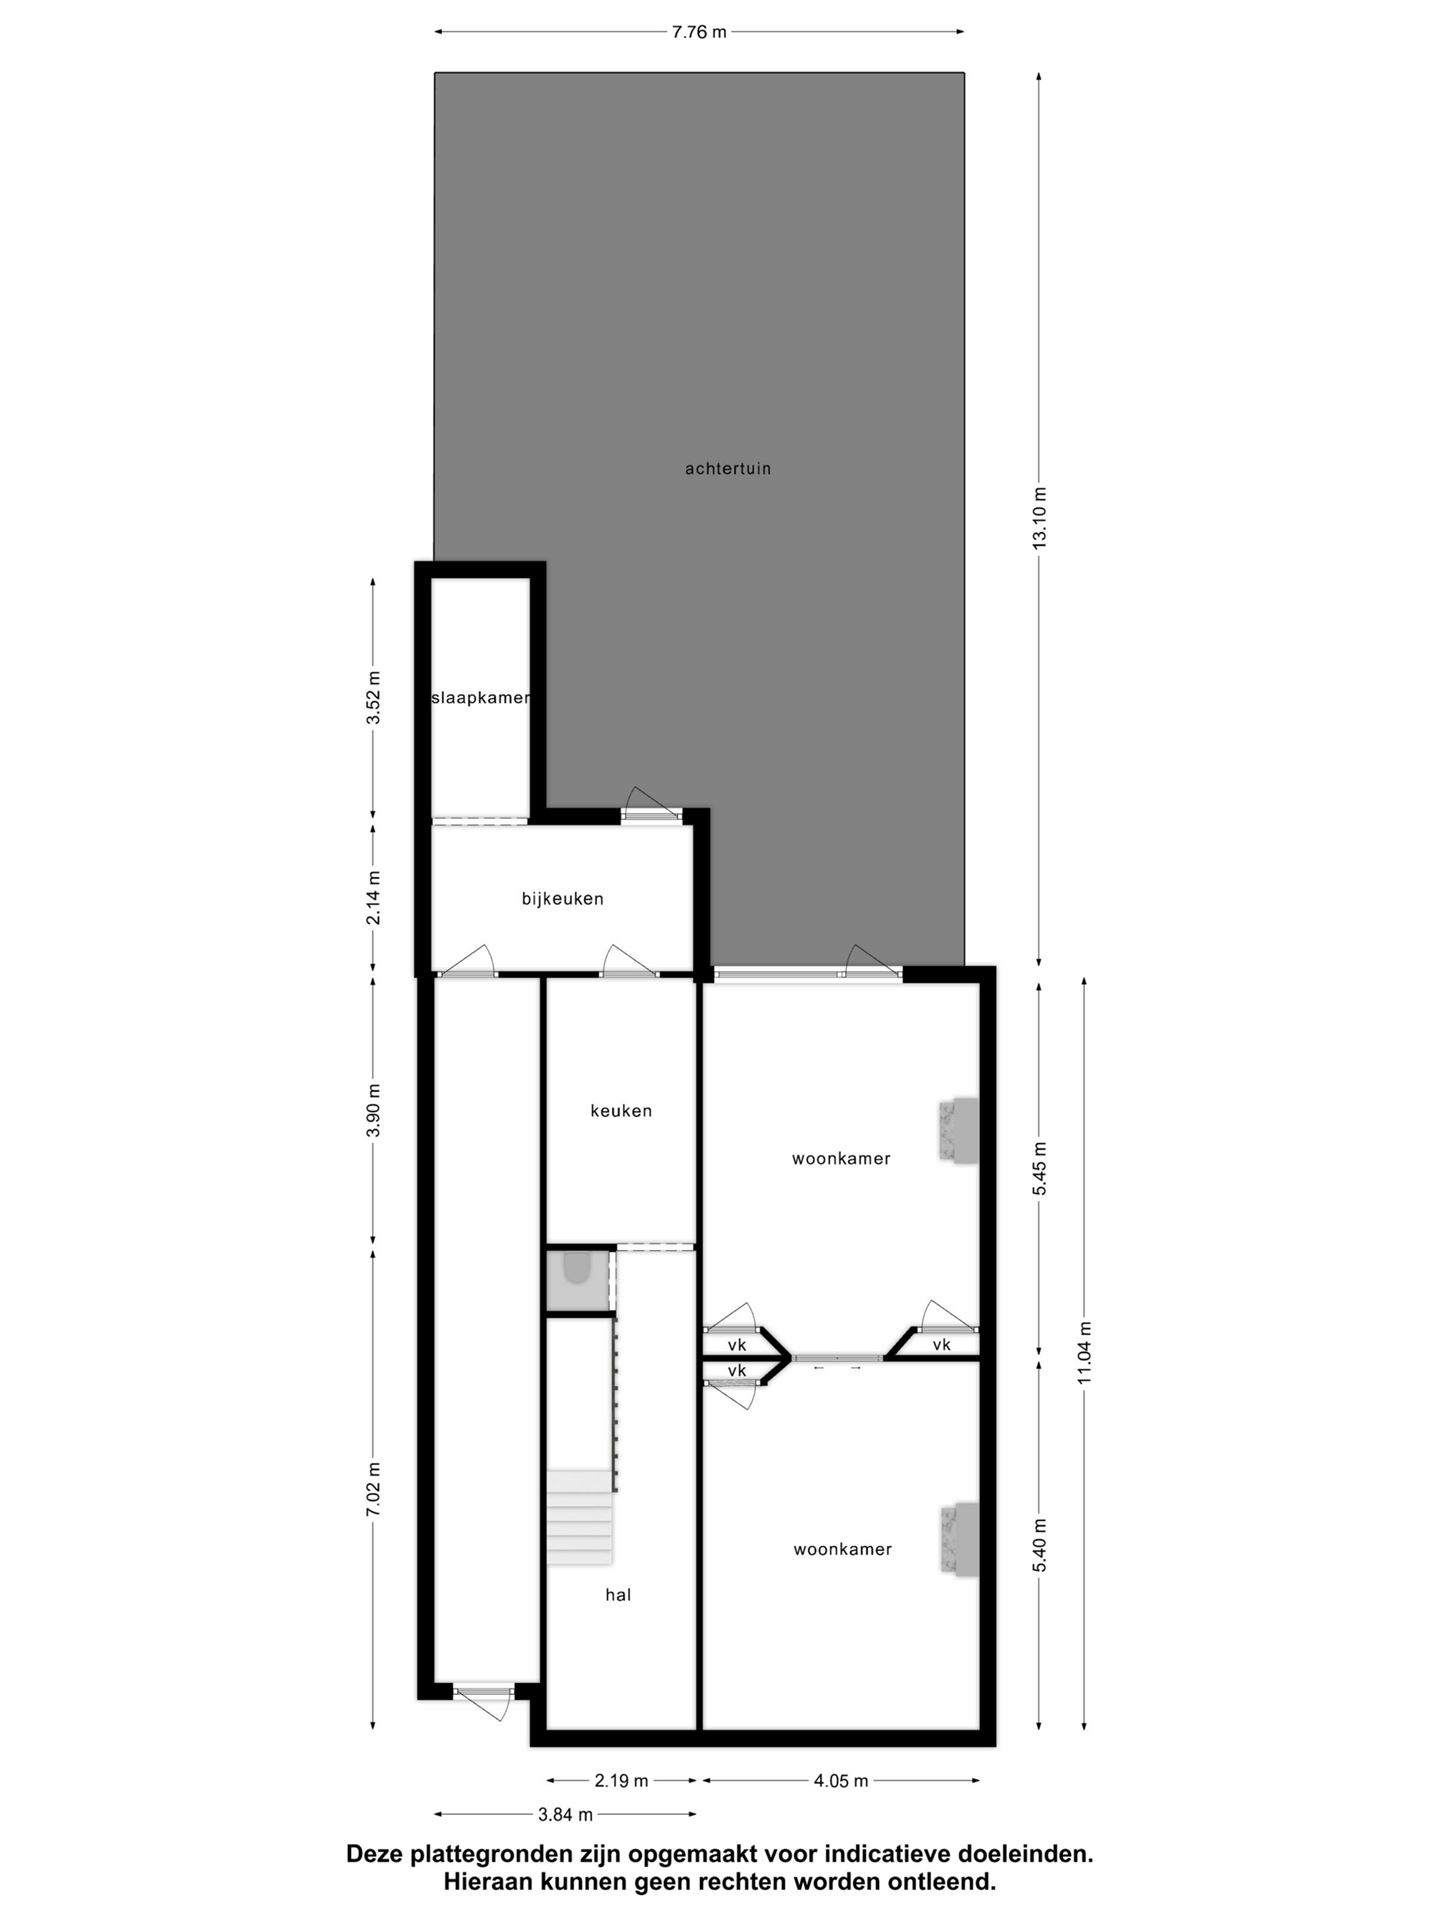 7.76 m
achtertuin
13.10 m
3.52 m
slaapkamer
2.14 m
bijkeuken
3.90 m
keuken
woonkamer
5.45 m
11.04 m
vk
vk
vk
7.02 m
woonkamer
5.40 m
hal
2.19 m
4.05 m
3.84 m
Deze plattegronden zijn opgemaakt voor indicatieve doeleinden.
Hieraan kunnen geen rechten worden ontleend.